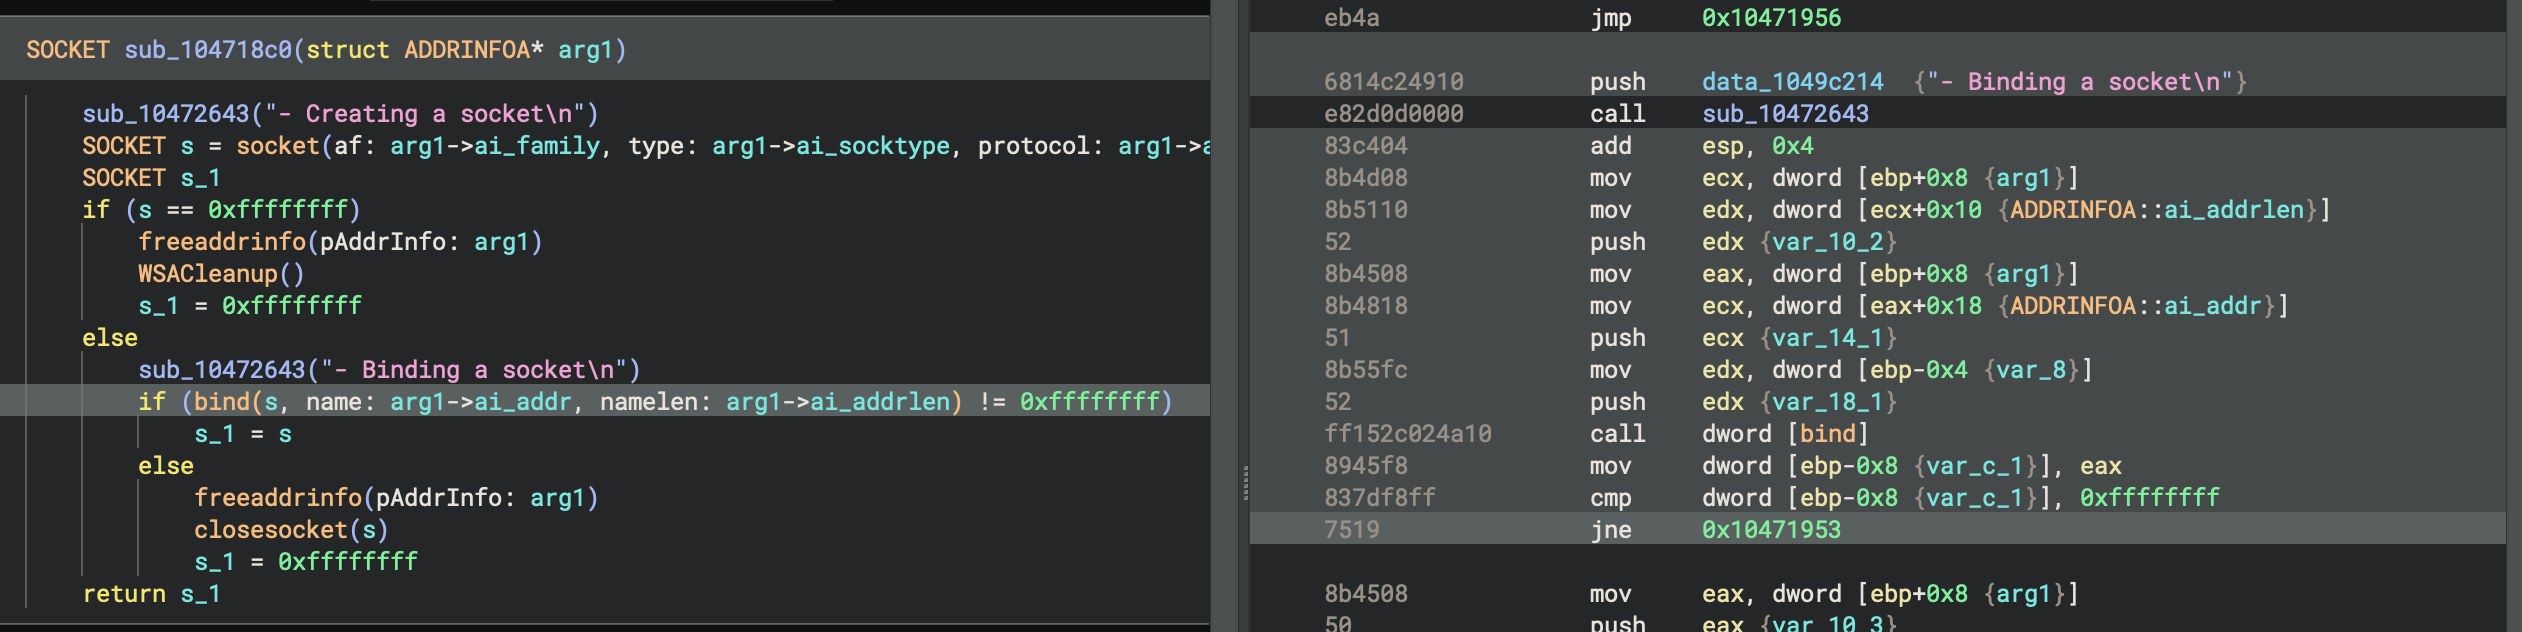 SOCKET sub_104718c0(struct ADDRINFOA* arg1)
sub_10472643("- Creating a socket\n")
SOCKET s = socket(af: arg1->ai_family, type: arg1->ai_socktype, protocol: arg1->a
SOCKET s_1
if (s == 0xffffffff)
freeaddrinfo(pAddrInfo: arg1)
WSACleanup()
s_1 = 0xffffffff
else
sub_10472643("- Binding a socket\n")
if (bind(s, name: arg1->ai_addr, namelen: arg1->ai_addrlen) != 0xffffffff)
s_1 = s
else
freeaddrinfo(pAddrInfo: arg1)
closesocket(s)
s_1 = 0xffffffff
return s_1
eb4a jmp 0x10471956
6814c24910 push data_1049c214 {"- Binding a socket\n"}
e82d0d0000 call sub_10472643
83c404 add esp, 0x4
8b4d08 mov ecx, dword [ebp+0x8 {arg1}]
8b5110 mov edx, dword [ecx+0x10 {ADDRINFOA::ai_addrlen}]
52 push edx {var_10_2}
8b4508 mov eax, dword [ebp+0x8 {arg1}]
8b4818 mov ecx, dword [eax+0x18 {ADDRINFOA::ai_addr}]
51 push ecx {var_14_1}
8b55fc mov edx, dword [ebp-0x4 {var_8}]
52 push edx {var_18_1}
ff152c024a10 call dword [bind]
8945f8 mov dword [ebp-0x8 {var_c_1}], eax
837df8ff cmp dword [ebp-0x8 {var_c_1}], 0xffffffff
7519 jne 0x10471953
8b4508 mov eax, dword [ebp+0x8 {arg1}]
50 push eax {var_10_3}